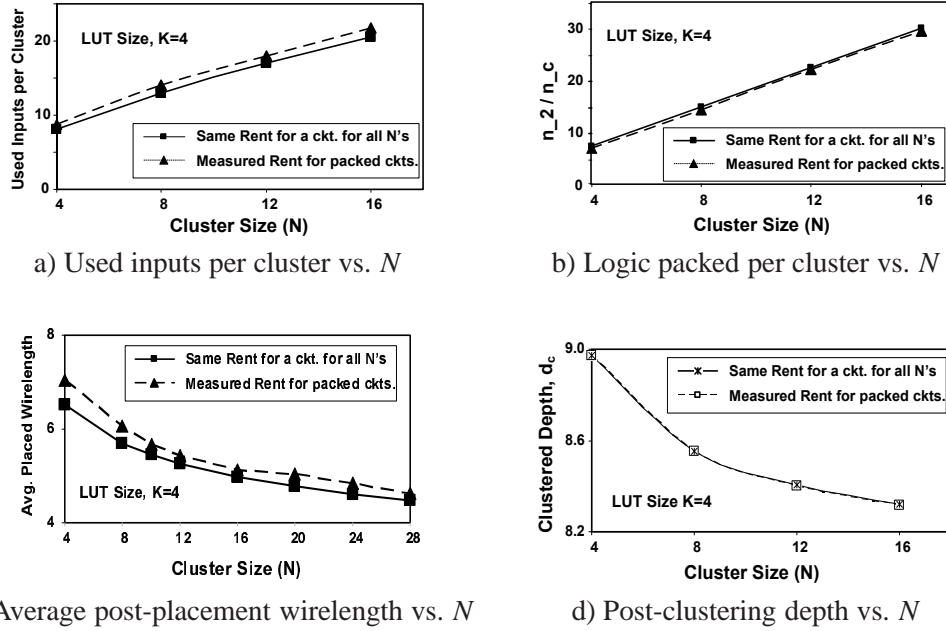 20
10
0
Used Inputs per Cluster
LUT Size, K=4
Same Rent for a ckt. for all N's
Measured Rent for packed ckts.
4 8 12 16
Cluster Size (N)
a) Used inputs per cluster vs. N
30
20
10
0
n_2 / n_c
LUT Size, K=4
Same Rent for a ckt. for all N's
Measured Rent for packed ckts.
4 8 12 16
Cluster Size (N)
b) Logic packed per cluster vs. N
8
6
4
Avg. Placed Wirelength
Same Rent for a ckt. for all N's
Measured Rent for packed ckts.
LUT Size, K=4
4 8 10 12 16 20 24 28
Cluster Size (N)
Average post-placement wirelength vs. N
9.0
8.6
8.2
Clustered Depth, d_c
Same Rent for a ckt. for all N's
Measured Rent for packed ckts.
LUT Size K=4
4 8 12 16
Cluster Size (N)
d) Post-clustering depth vs. N